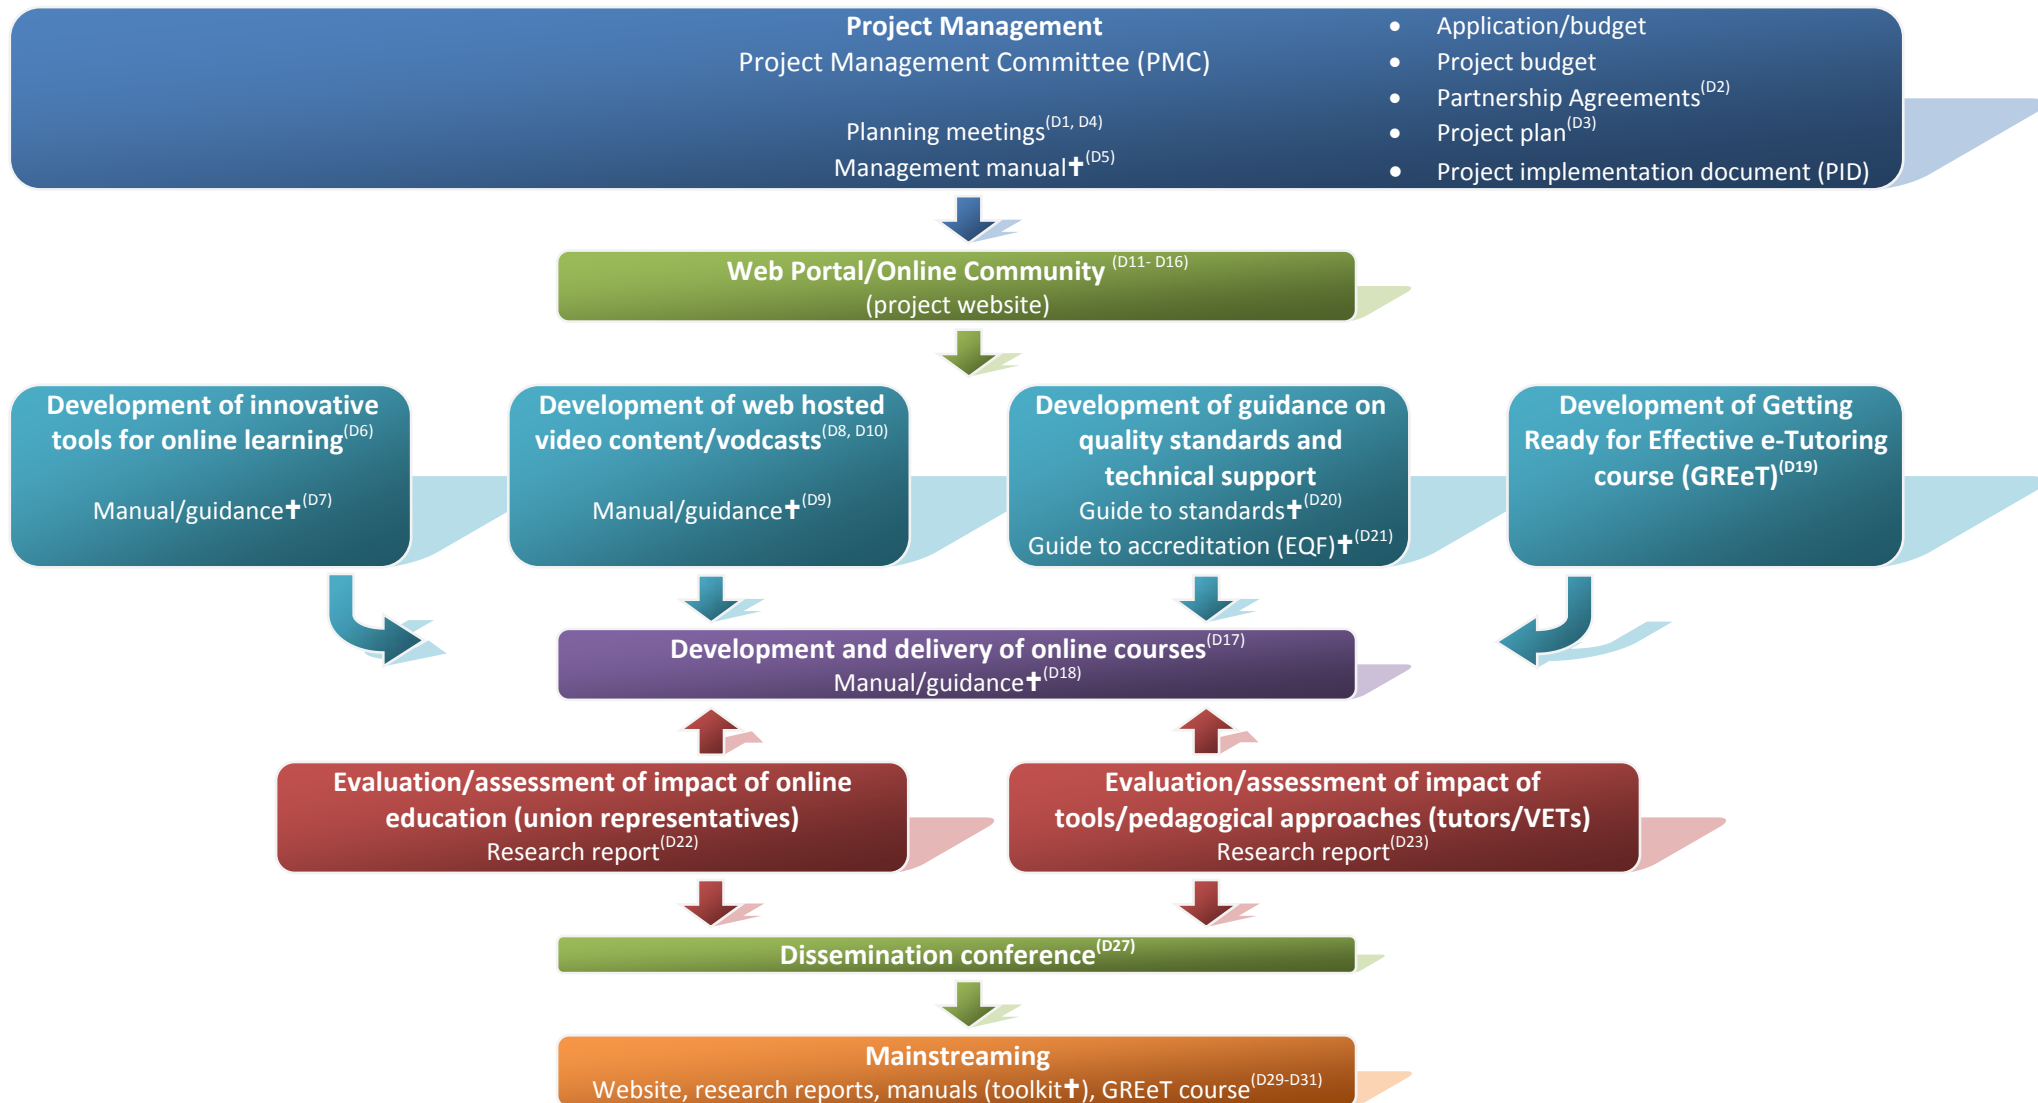 Project Management
Project Management Committee (PMC)
Planning meetings(D1, D4)
Management manual✝(D5)
• Application/budget
• Project budget
• Partnership Agreements(D2)
• Project plan(D3)
• Project implementation document (PID)
Web Portal/Online Community (D11- D16)
(project website)
Development of innovative
tools for online learning(D6)
Manual/guidance✝(D7)
Development of web hosted
video content/vodcasts(D8, D10)
Manual/guidance✝(D9)
Development of guidance on
quality standards and
technical support
Guide to standards✝(D20)
Guide to accreditation (EQF)✝(D21)
Development of Getting
Ready for Effective e-Tutoring
course (GREeT)(D19)
Development and delivery of online courses(D17)
Manual/guidance✝(D18)
Evaluation/assessment of impact of online
education (union representatives)
Research report(D22)
Evaluation/assessment of impact of
tools/pedagogical approaches (tutors/VETs)
Research report(D23)
Dissemination conference(D27)
Mainstreaming
Website, research reports, manuals (toolkit✝), GREeT course(D29-D31)